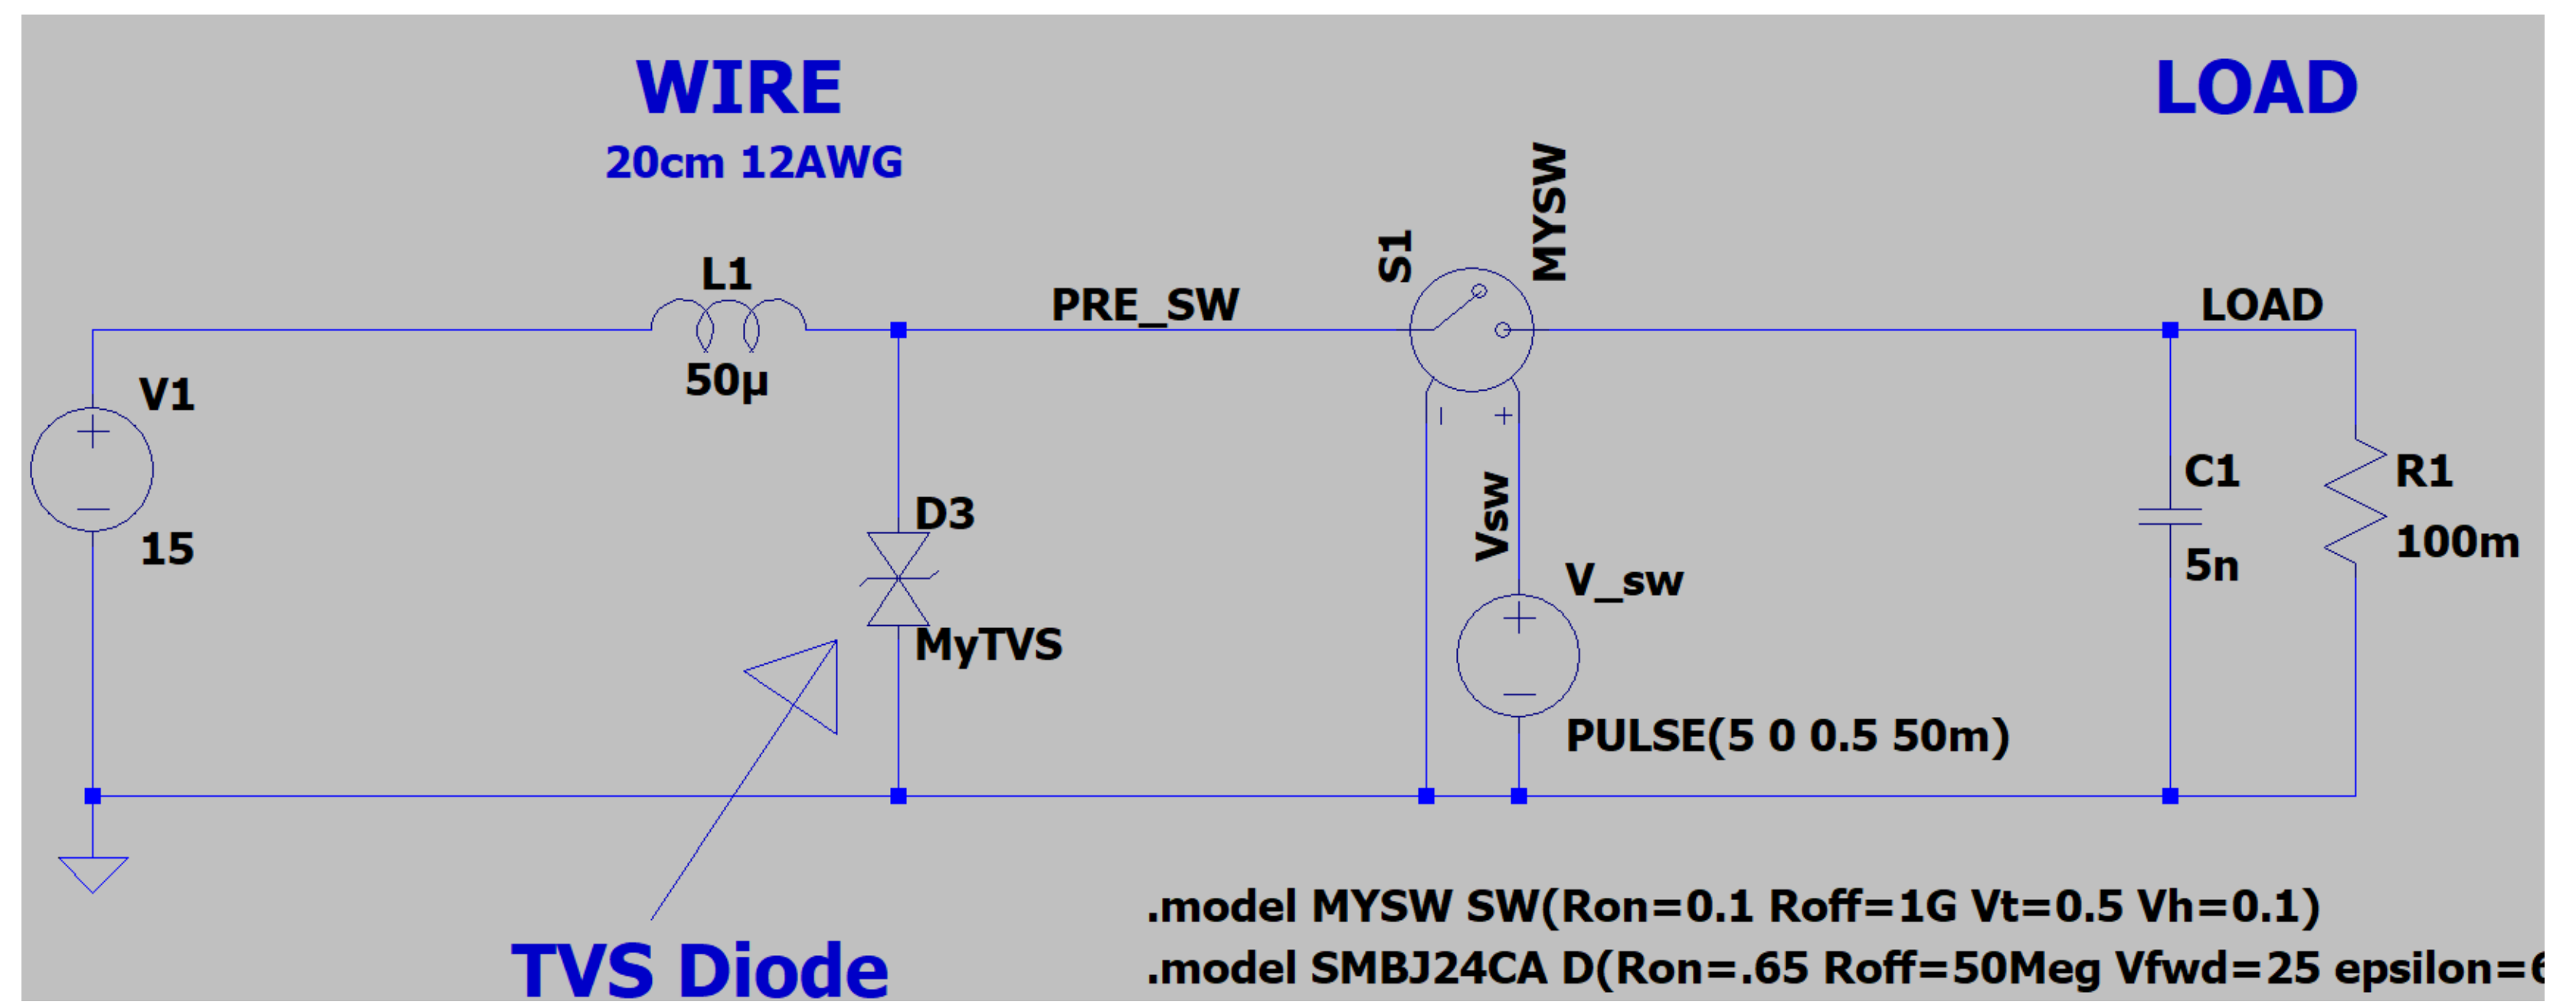 WIRE
20cm 12AWG
LOAD
L1
50µ
PRE_SW
S1
MYSW
LOAD
V1
15
D3
MyTVS
Vsw
V_sw
PULSE(5 0 0.5 50m)
C1
5n
R1
100m
TVS Diode
.model MYSW SW(Ron=0.1 Roff=1G Vt=0.5 Vh=0.1)
.model SMBJ24CA D(Ron=.65 Roff=50Meg Vfwd=25 epsilon=